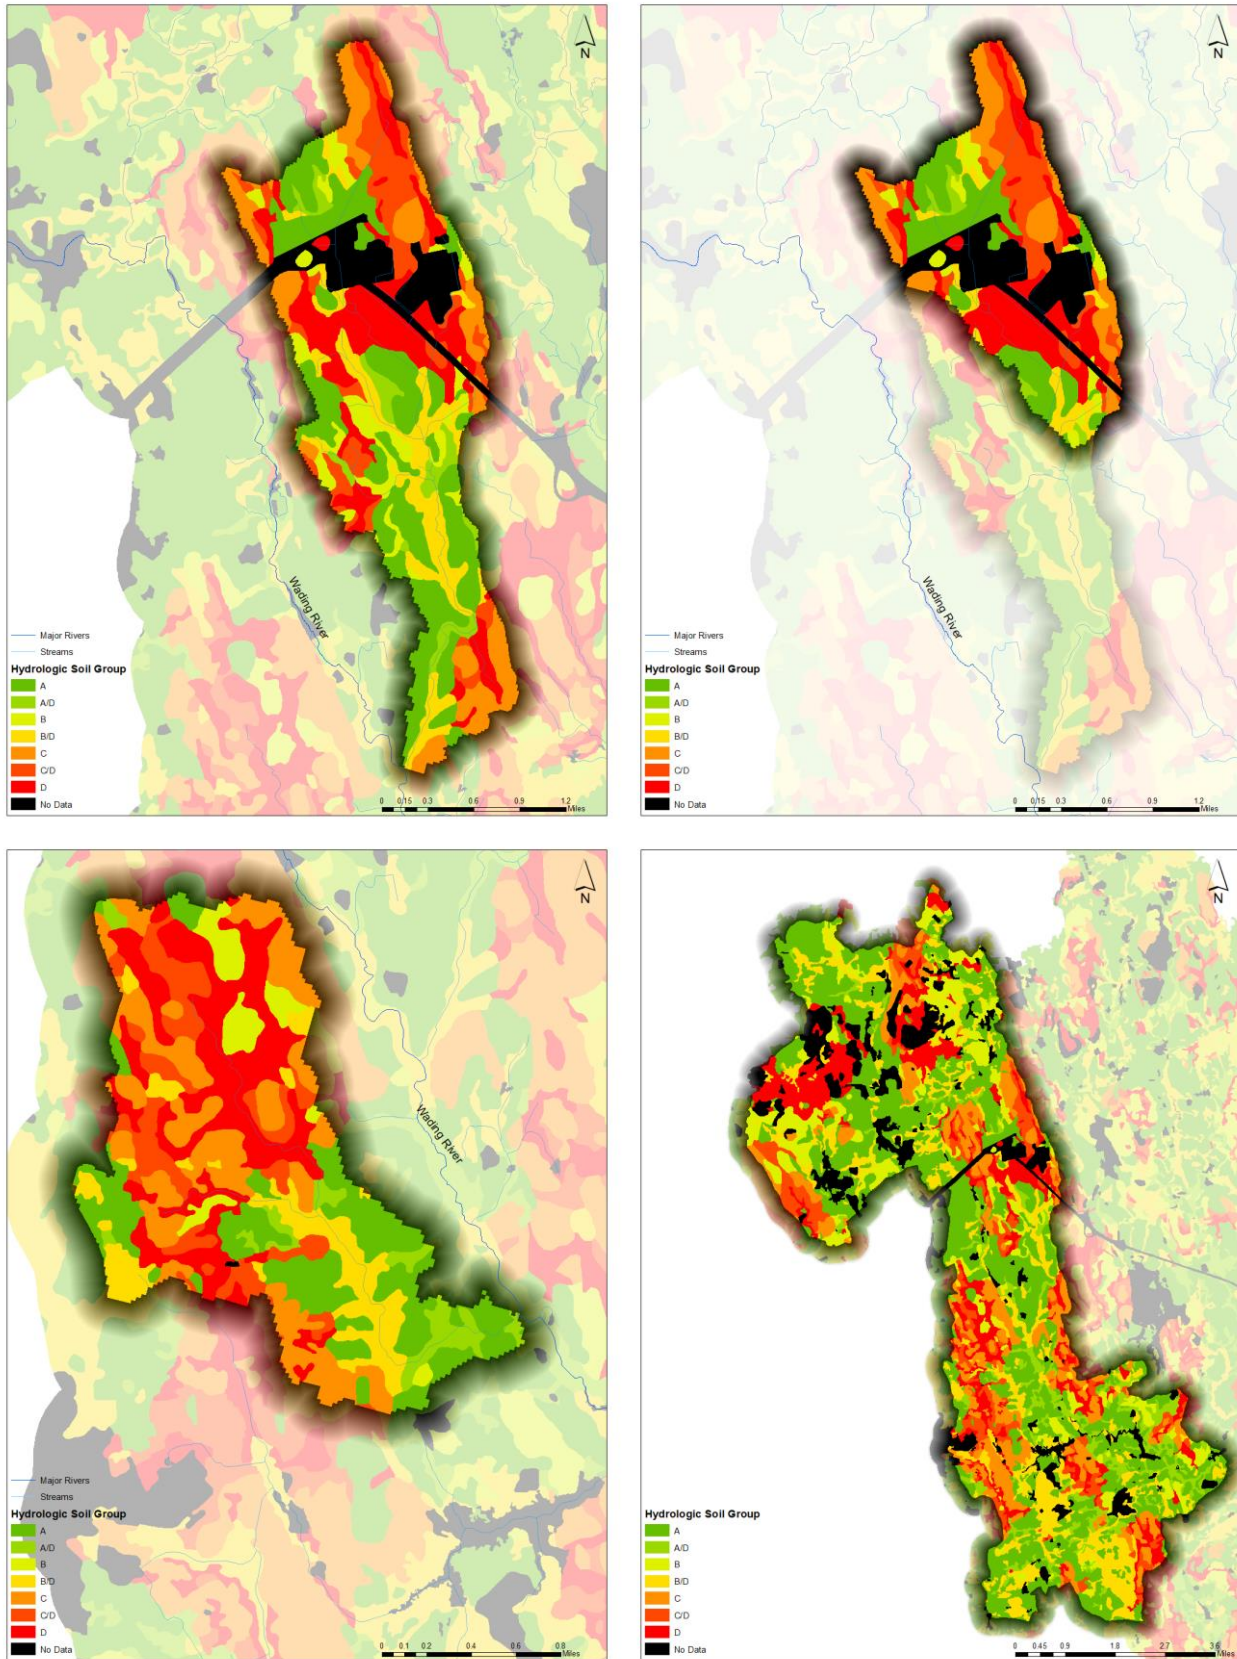 N
Wading River
Major Rivers
Streams
Hydrologic Soil Group
A
A/D
B
B/D
C
C/D
D
No Data
0 0.15 0.3 0.6 0.9 1.2
Miles
N
Wading River
Major Rivers
Streams
Hydrologic Soil Group
A
A/D
B
B/D
C
C/D
D
No Data
0 0.15 0.3 0.6 0.9 1.2
Miles
N
Wading River
Major Rivers
Streams
Hydrologic Soil Group
A
A/D
B
B/D
C
C/D
D
No Data
0 0.1 0.2 0.4 0.6 0.8
Miles
N
Hydrologic Soil Group
A
A/D
B
B/D
C
C/D
D
No Data
0 0.45 0.9 1.8 2.7 3.6
Miles